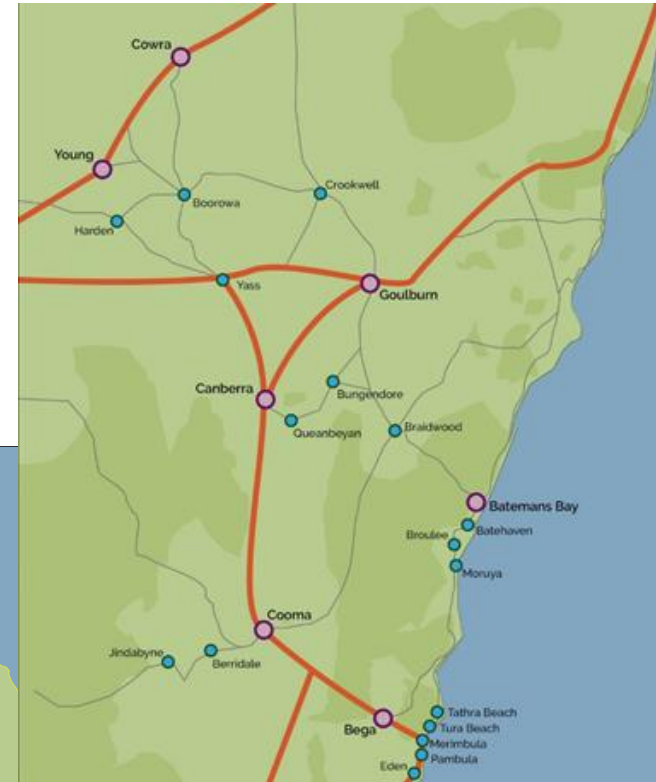 Cowra
Young
Crookwell
Boorowa
Harden
Yass
Goulburn
Canberra
Bungendore
Queanbeyan
Braidwood
Batemans Bay
Batehaven
Broulee
Moruya
Cooma
Jindabyne
Berridale
Tathra Beach
Bega
Tura Beach
Merimbula
Pambula
Eden